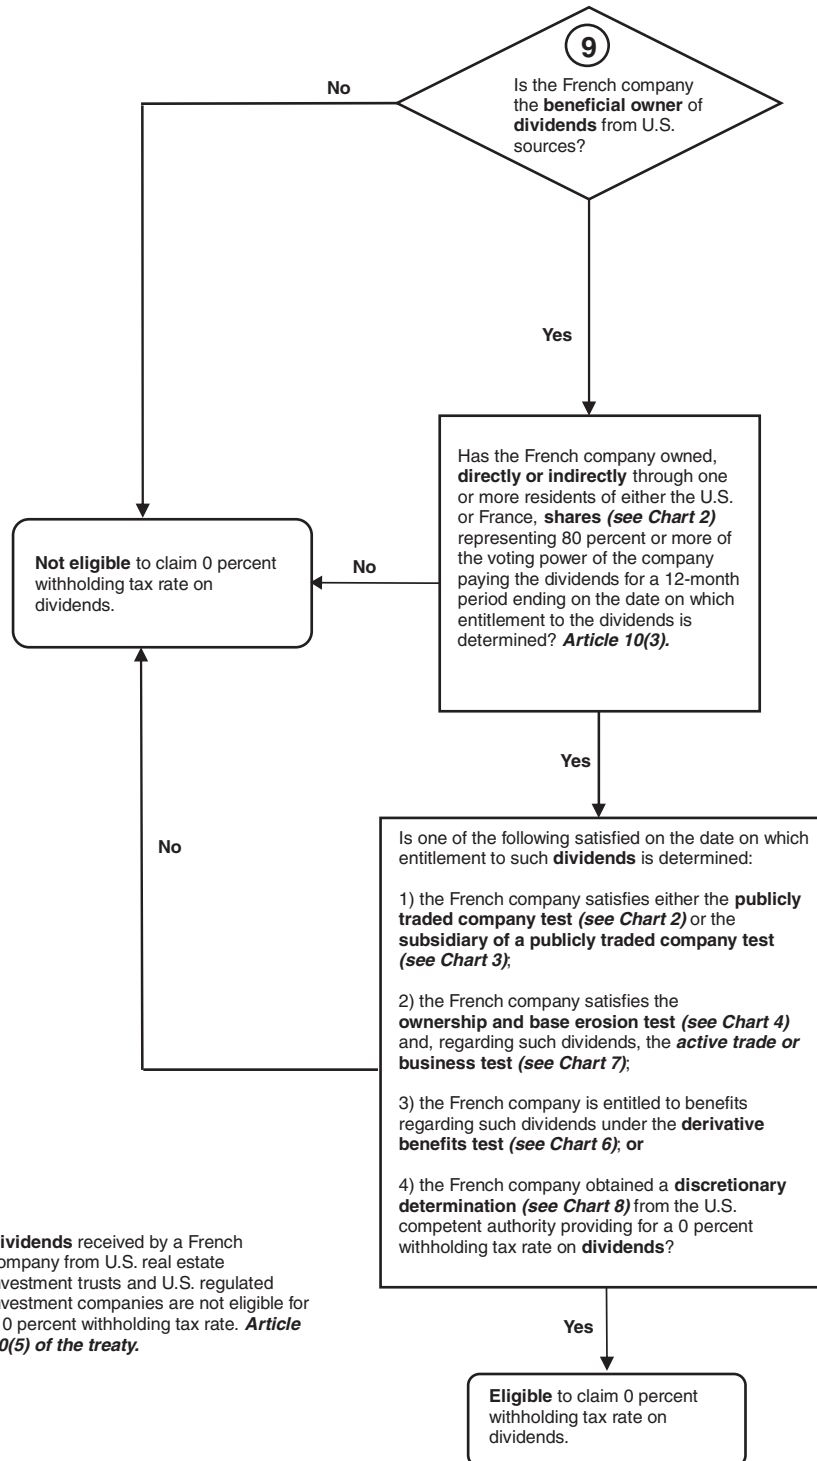 9
Is the French company
the beneficial owner of
dividends from U.S.
sources?
No
Yes
Has the French company owned,
directly or indirectly through one
or more residents of either the U.S.
or France, shares (see Chart 2)
representing 80 percent or more of
the voting power of the company
paying the dividends for a 12-month
period ending on the date on which
entitlement to the dividends is
determined? Article 10(3).
No
Not eligible to claim 0 percent
withholding tax rate on
dividends.
Yes
Is one of the following satisfied on the date on which
entitlement to such dividends is determined:
1) the French company satisfies either the publicly
traded company test (see Chart 2) or the
subsidiary of a publicly traded company test
(see Chart 3);
2) the French company satisfies the
ownership and base erosion test (see Chart 4)
and, regarding such dividends, the active trade or
business test (see Chart 7);
3) the French company is entitled to benefits
regarding such dividends under the derivative
benefits test (see Chart 6); or
4) the French company obtained a discretionary
determination (see Chart 8) from the U.S.
competent authority providing for a 0 percent
withholding tax rate on dividends?
No
ividends received by a French
ompany from U.S. real estate
nvestment trusts and U.S. regulated
nvestment companies are not eligible for
0 percent withholding tax rate. Article
0(5) of the treaty.
Yes
Eligible to claim 0 percent
withholding tax rate on
dividends.